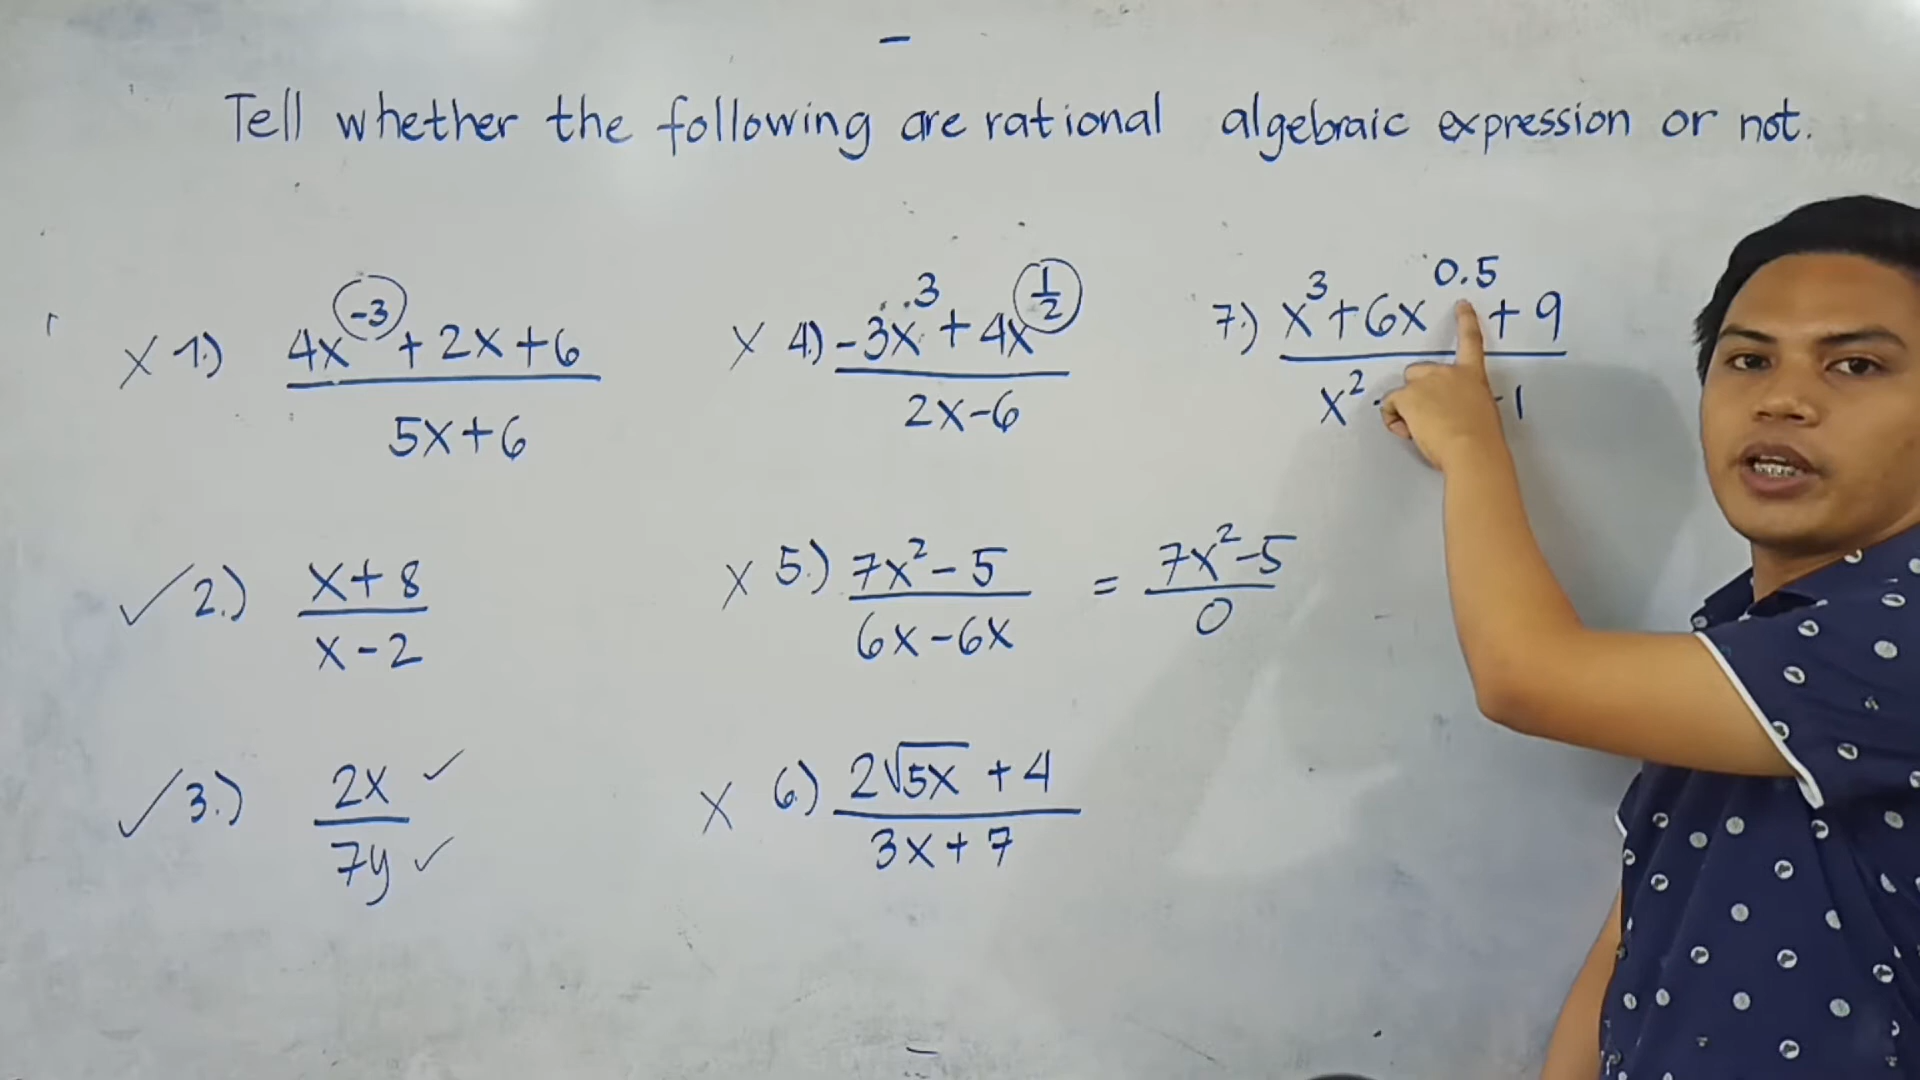 Tell whether the following are rational algebraic expression or not.
X 1.) 4x^-3 + 2x + 6
5x + 6
✓ 2.) x + 8
x - 2
✓ 3.) 2x ✓
7y ✓
X 4.) -3x^3 + 4x^1/2
2x - 6
X 5.) 7x^2 - 5 = 7x^2 - 5
6x - 6x 0
X 6.) 2√5x + 4
3x + 7
7.) x^3 + 6x^0.5 + 9
x^2 - 1